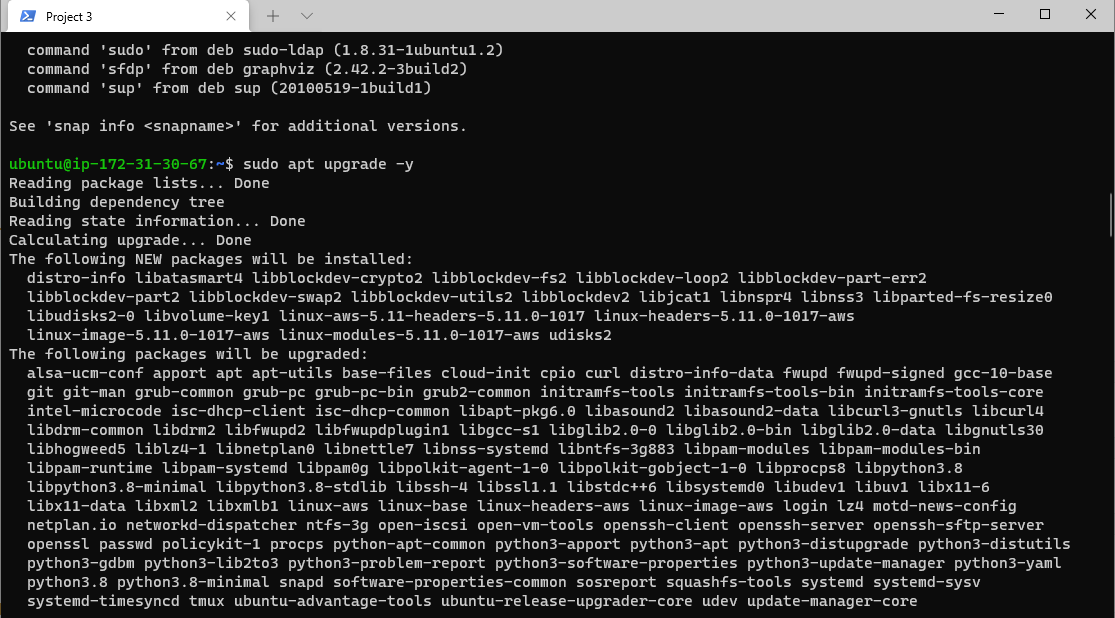 Project 3
command 'sudo' from deb sudo-ldap (1.8.31-1ubuntu1.2)
command 'sfdp' from deb graphviz (2.42.2-3build2)
command 'sup' from deb sup (20100519-1build1)
See 'snap info <snapname>' for additional versions.
ubuntu@ip-172-31-30-67:~$ sudo apt upgrade -y
Reading package lists... Done
Building dependency tree
Reading state information... Done
Calculating upgrade... Done
The following NEW packages will be installed:
distro-info libatasmart4 libblockdev-crypto2 libblockdev-fs2 libblockdev-loop2 libblockdev-part-err2
libblockdev-part2 libblockdev-swap2 libblockdev-utils2 libblockdev2 libjcat1 libnspr4 libnss3 libparted-fs-resize0
libudisks2-0 libvolume-key1 linux-aws-5.11-headers-5.11.0-1017 linux-headers-5.11.0-1017-aws
linux-image-5.11.0-1017-aws linux-modules-5.11.0-1017-aws udisks2
The following packages will be upgraded:
alsa-ucm-conf apport apt apt-utils base-files cloud-init cpio curl distro-info-data fwupd fwupd-signed gcc-10-base
git git-man grub-common grub-pc grub-pc-bin grub2-common initramfs-tools initramfs-tools-bin initramfs-tools-core
intel-microcode isc-dhcp-client isc-dhcp-common libapt-pkg6.0 libasound2 libasound2-data libcurl3-gnutls libcurl4
libdrm-common libdrm2 libfwupd2 libfwupdplugin1 libgcc-s1 libglib2.0-0 libglib2.0-bin libglib2.0-data libgnutls30
libhogweed5 liblz4-1 libnetplan0 libnettle7 libnss-systemd libntfs-3g883 libpam-modules libpam-modules-bin
libpam-runtime libpam-systemd libpam0g libpolkit-agent-1-0 libpolkit-gobject-1-0 libprocps8 libpython3.8
libpython3.8-minimal libpython3.8-stdlib libssh-4 libssl1.1 libstdc++6 libsystemd0 libudev1 libuv1 libx11-6
libx11-data libxml2 libxmlb1 linux-aws linux-base linux-headers-aws linux-image-aws login lz4 motd-news-config
netplan.io networkd-dispatcher ntfs-3g open-iscsi open-vm-tools openssh-client openssh-server openssh-sftp-server
openssl passwd policykit-1 procps python-apt-common python3-apport python3-apt python3-distupgrade python3-distutils
python3-gdbm python3-lib2to3 python3-problem-report python3-software-properties python3-update-manager python3-yaml
python3.8 python3.8-minimal snapd software-properties-common sosreport squashfs-tools systemd systemd-sysv
systemd-timesyncd tmux ubuntu-advantage-tools ubuntu-release-upgrader-core udev update-manager-core